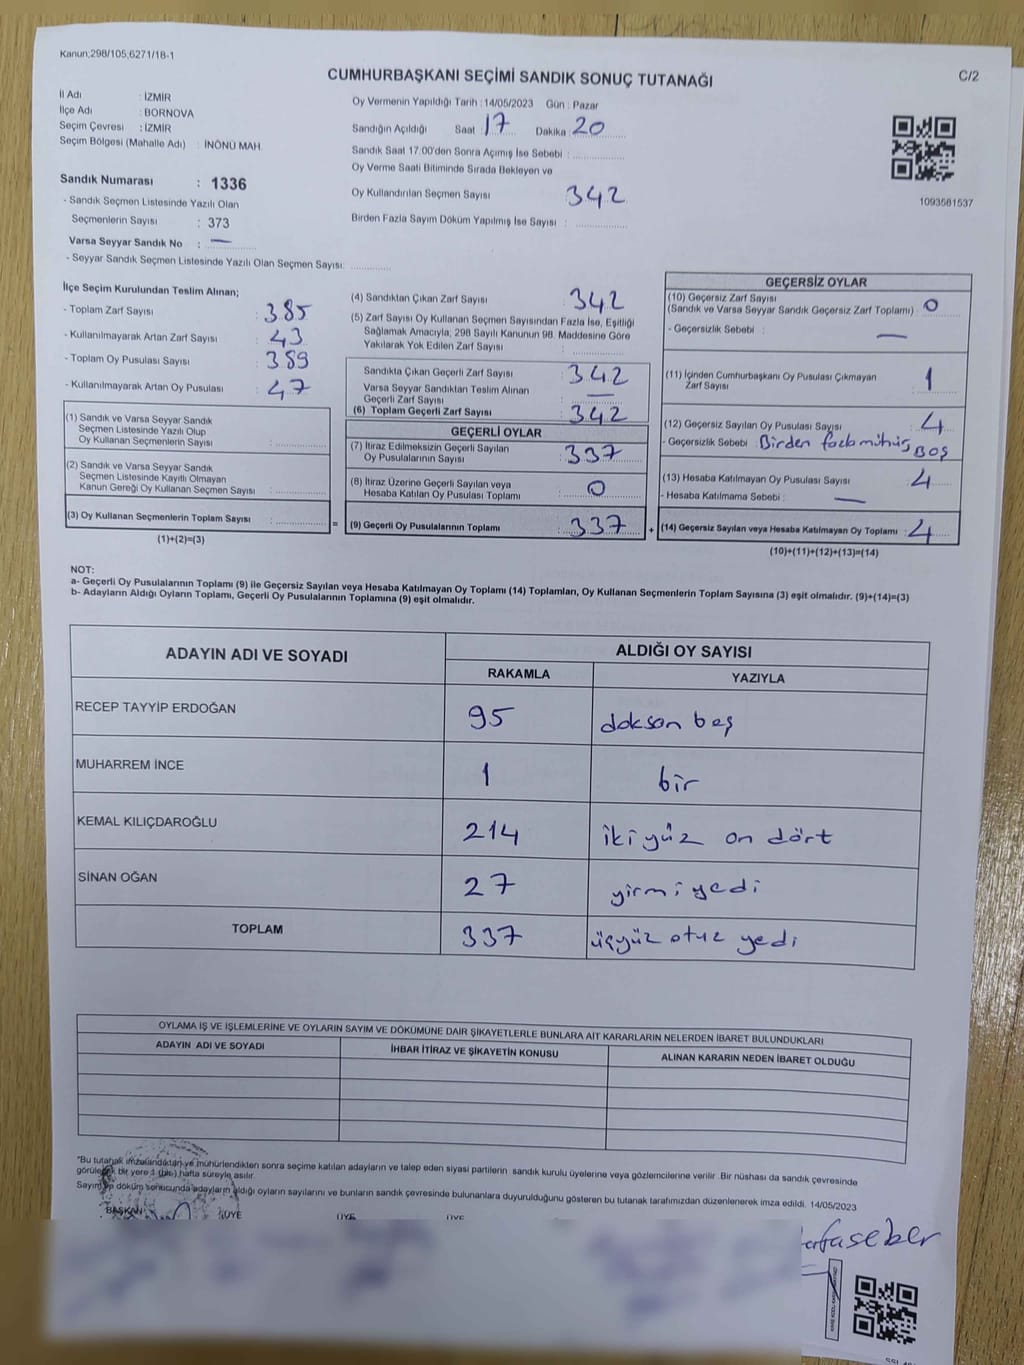 Kanun;298/105;6271/18-1
CUMHURBAŞKANI SEÇİMİ SANDIK SONUÇ TUTANAĞI
C/2
İl Adı : İZMİR
İlçe Adı : BORNOVA
Seçim Çevresi : İZMİR
Seçim Bölgesi (Mahalle Adı) : İNÖNÜ MAH.
Sandık Numarası : 1336
- Sandık Seçmen Listesinde Yazılı Olan
Seçmenlerin Sayısı : 373
Varsa Seyyar Sandık No : —
- Seyyar Sandık Seçmen Listesinde Yazılı Olan Seçmen Sayısı: ............
Oy Vermenin Yapıldığı Tarih : 14/05/2023 Gün : Pazar
Sandığın Açıldığı Saat : 17 Dakika : 20
Sandık Saat 17:00'den Sonra Açımış İse Sebebi : ............
Oy Verme Saati Bitiminde Sırada Bekleyen ve
Oy Kullandırılan Seçmen Sayısı 342
Birden Fazla Sayım Döküm Yapılmış İse Sayısı : ............
1093581537
İlçe Seçim Kurulundan Teslim Alınan;
- Toplam Zarf Sayısı : 385
- Kullanılmayarak Artan Zarf Sayısı : 43
- Toplam Oy Pusulası Sayısı : 389
- Kullanılmayarak Artan Oy Pusulası : 47
(1) Sandık ve Varsa Seyyar Sandık
Seçmen Listesinde Yazılı Olup
Oy Kullanan Seçmenlerin Sayısı : ............
(2) Sandık ve Varsa Seyyar Sandık
Seçmen Listesinde Kayıtlı Olmayan
Kanun Gereği Oy Kullanan Seçmen Sayısı : ............
(3) Oy Kullanan Seçmenlerin Toplam Sayısı : ............
(1)+(2)=(3)
(4) Sandıktan Çıkan Zarf Sayısı 342
(5) Zarf Sayısı Oy Kullanan Seçmen Sayısından Fazla İse, Eşitliği
Sağlamak Amacıyla, 298 Sayılı Kanunun 98. Maddesine Göre
Yakılarak Yok Edilen Zarf Sayısı : ............
Sandıkta Çıkan Geçerli Zarf Sayısı : 342
Varsa Seyyar Sandıktan Teslim Alınan
Geçerli Zarf Sayısı : —
(6) Toplam Geçerli Zarf Sayısı : 342
GEÇERLİ OYLAR
(7) İtiraz Edilmeksizin Geçerli Sayılan
Oy Pusulalarının Sayısı : 337
(8) İtiraz Üzerine Geçerli Sayılan veya
Hesaba Katılan Oy Pusulası Toplamı : 0
= (9) Geçerli Oy Pusulalarının Toplamı : 337
GEÇERSİZ OYLAR
(10) Geçersiz Zarf Sayısı
(Sandık ve Varsa Seyyar Sandık Geçersiz Zarf Toplamı) : 0
- Geçersizlik Sebebi : —
(11) İçinden Cumhurbaşkanı Oy Pusulası Çıkmayan
Zarf Sayısı : 1
(12) Geçersiz Sayılan Oy Pusulası Sayısı : 4
- Geçersizlik Sebebi : Birden fazla mühür, Boş
(13) Hesaba Katılmayan Oy Pusulası Sayısı : 4
- Hesaba Katılmama Sebebi : —
+ (14) Geçersiz Sayılan veya Hesaba Katılmayan Oy Toplamı : 4
(10)+(11)+(12)+(13)=(14)
NOT:
a- Geçerli Oy Pusulalarının Toplamı (9) ile Geçersiz Sayılan veya Hesaba Katılmayan Oy Toplamı (14) Toplamları, Oy Kullanan Seçmenlerin Toplam Sayısına (3) eşit olmalıdır. (9)+(14)=(3)
b- Adayların Aldığı Oyların Toplamı, Geçerli Oy Pusulalarının Toplamına (9) eşit olmalıdır.
ADAYIN ADI VE SOYADI ALDIĞI OY SAYISI
RAKAMLA YAZIYLA
RECEP TAYYİP ERDOĞAN 95 doksan beş
MUHARREM İNCE 1 bir
KEMAL KILIÇDAROĞLU 214 iki yüz on dört
SİNAN OĞAN 27 yirmi yedi
TOPLAM 337 üçyüz otuz yedi
OYLAMA İŞ VE İŞLEMLERİNE VE OYLARIN SAYIM VE DÖKÜMÜNE DAİR ŞİKAYETLERLE BUNLARA AİT KARARLARIN NELERDEN İBARET BULUNDUKLARI
ADAYIN ADI VE SOYADI İHBAR İTİRAZ VE ŞİKAYETİN KONUSU ALINAN KARARIN NEDEN İBARET OLDUĞU
"Bu tutanak imzalandıktan ve mühürlendikten sonra seçime katılan adayların ve talep eden siyasi partilerin sandık kurulu üyelerine veya gözlemcilerine verilir. Bir nüshası da sandık çevresinde
görülecek bir yere 1 (bir) hafta süreyle asılır.
Sayım ve döküm sonucunda adayların aldığı oyların sayılarını ve bunların sandık çevresinde bulunanlara duyurulduğunu gösteren bu tutanak tarafımızdan düzenlenerek imza edildi. 14/05/2023
BAŞKAN ÜYE ÜYE ÜYE